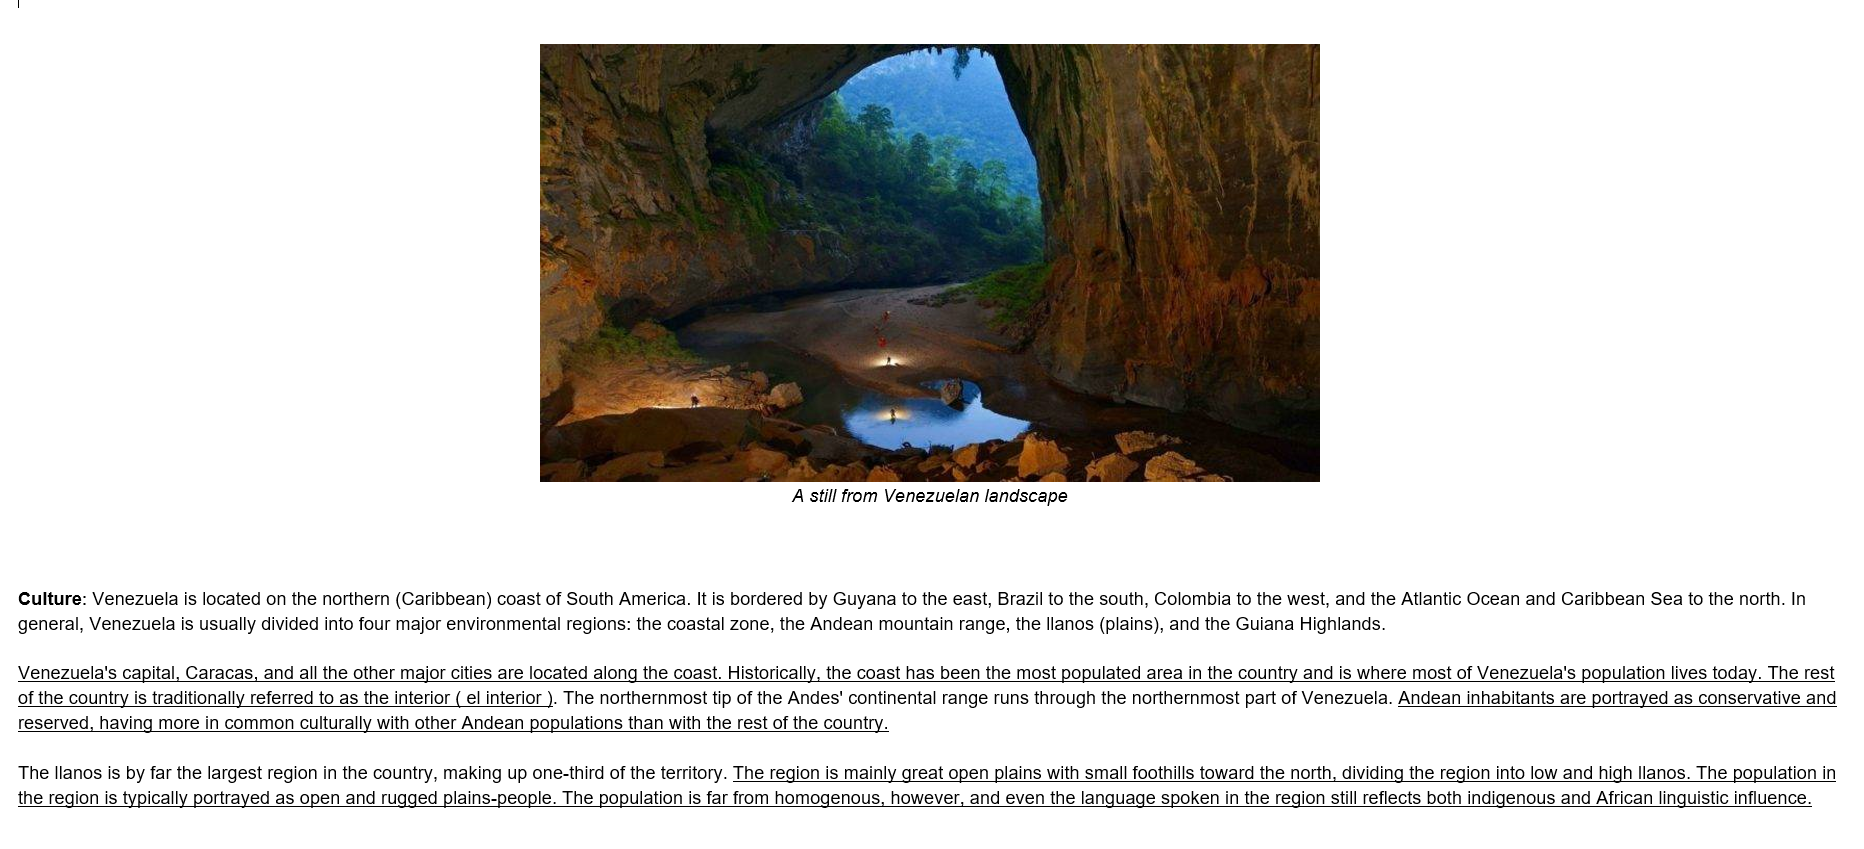 A still from Venezuelan landscape
Culture: Venezuela is located on the northern (Caribbean) coast of South America. It is bordered by Guyana to the east, Brazil to the south, Colombia to the west, and the Atlantic Ocean and Caribbean Sea to the north. In
general, Venezuela is usually divided into four major environmental regions: the coastal zone, the Andean mountain range, the llanos (plains), and the Guiana Highlands.
Venezuela's capital, Caracas, and all the other major cities are located along the coast. Historically, the coast has been the most populated area in the country and is where most of Venezuela's population lives today. The rest
of the country is traditionally referred to as the interior ( el interior ). The northernmost tip of the Andes' continental range runs through the northernmost part of Venezuela. Andean inhabitants are portrayed as conservative and
reserved, having more in common culturally with other Andean populations than with the rest of the country.
The llanos is by far the largest region in the country, making up one-third of the territory. The region is mainly great open plains with small foothills toward the north, dividing the region into low and high llanos. The population in
the region is typically portrayed as open and rugged plains-people. The population is far from homogenous, however, and even the language spoken in the region still reflects both indigenous and African linguistic influence.